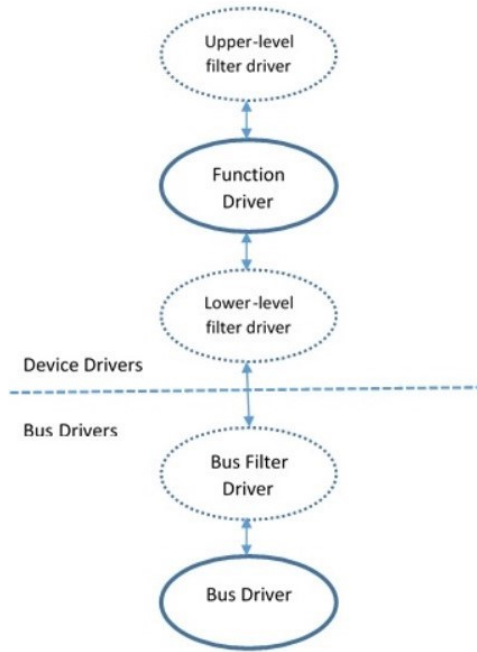 Upper-level
filter driver
Function
Driver
Lower-level
filter driver
Device Drivers
Bus Drivers
Bus Filter
Driver
Bus Driver